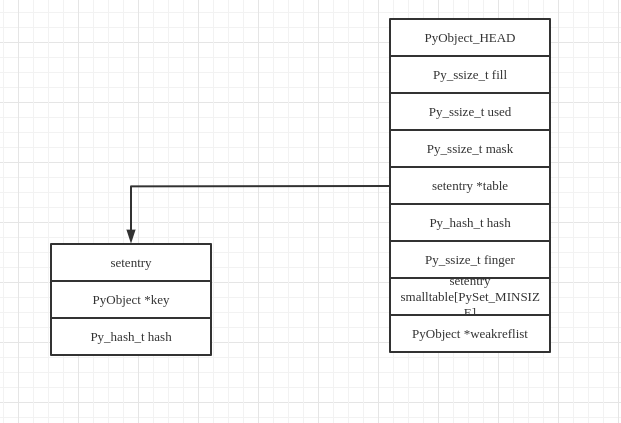 PyObject_HEAD
Py_ssize_t fill
Py_ssize_t used
Py_ssize_t mask
setentry *table
Py_hash_t hash
Py_ssize_t finger
setentry
smalltable[PySet_MINSIZ
E]
PyObject *weakreflist
setentry
PyObject *key
Py_hash_t hash